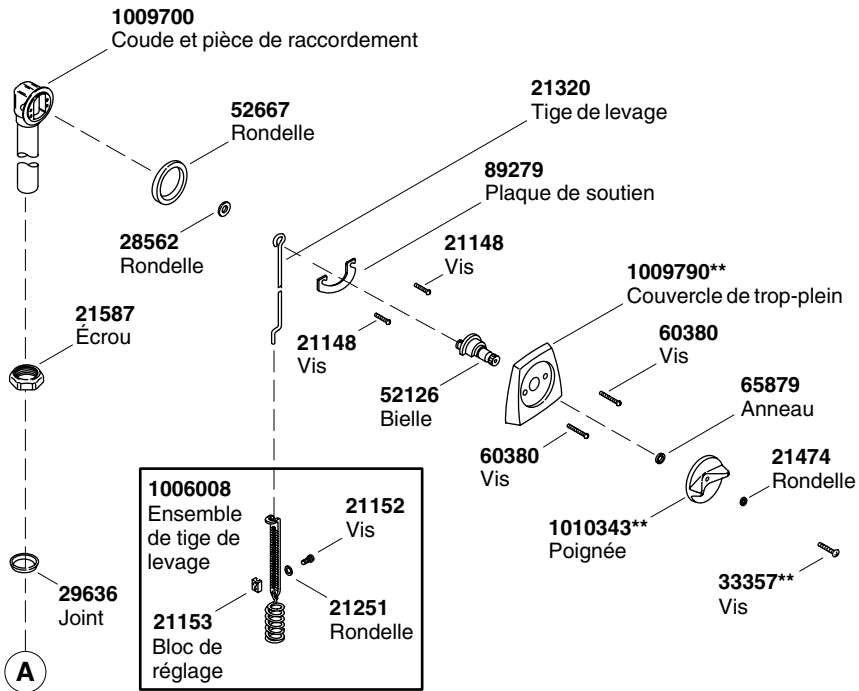 1009700
Coude et pièce de raccordement
52667
Rondelle
21320
Tige de levage
89279
Plaque de soutien
28562
Rondelle
21148
Vis
1009790**
Couvercle de trop-plein
21587
Écrou
21148
Vis
60380
Vis
52126
Bielle
65879
Anneau
60380
Vis
21474
Rondelle
1006008
Ensemble
de tige de
levage
21152
Vis
1010343**
Poignée
29636
Joint
21153
Bloc de
réglage
21251
Rondelle
33357**
Vis
A